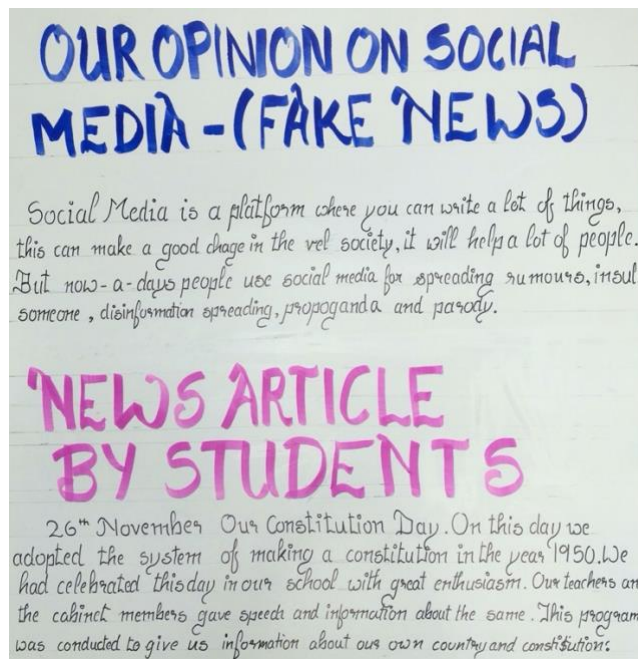 OUR OPINION ON SOCIAL
MEDIA - (FAKE NEWS)
Social Media is a platform where you can write a lot of things,
this can make a good chage in the vel society, it will help a lot of people.
But now-a-days people use social media for spreading rumours, insul
someone, disinformation spreading, propoganda and parody.
NEWS ARTICLE
BY STUDENTS
26th November Our Constitution Day. On this day we
adopted the system of making a constitution in the year 1950. We
had celebrated this day in our school with great enthusiasm. Our teachers an
the cabinet members gave speech and information about the same. This program
was conducted to give us information about our own country and constitution.